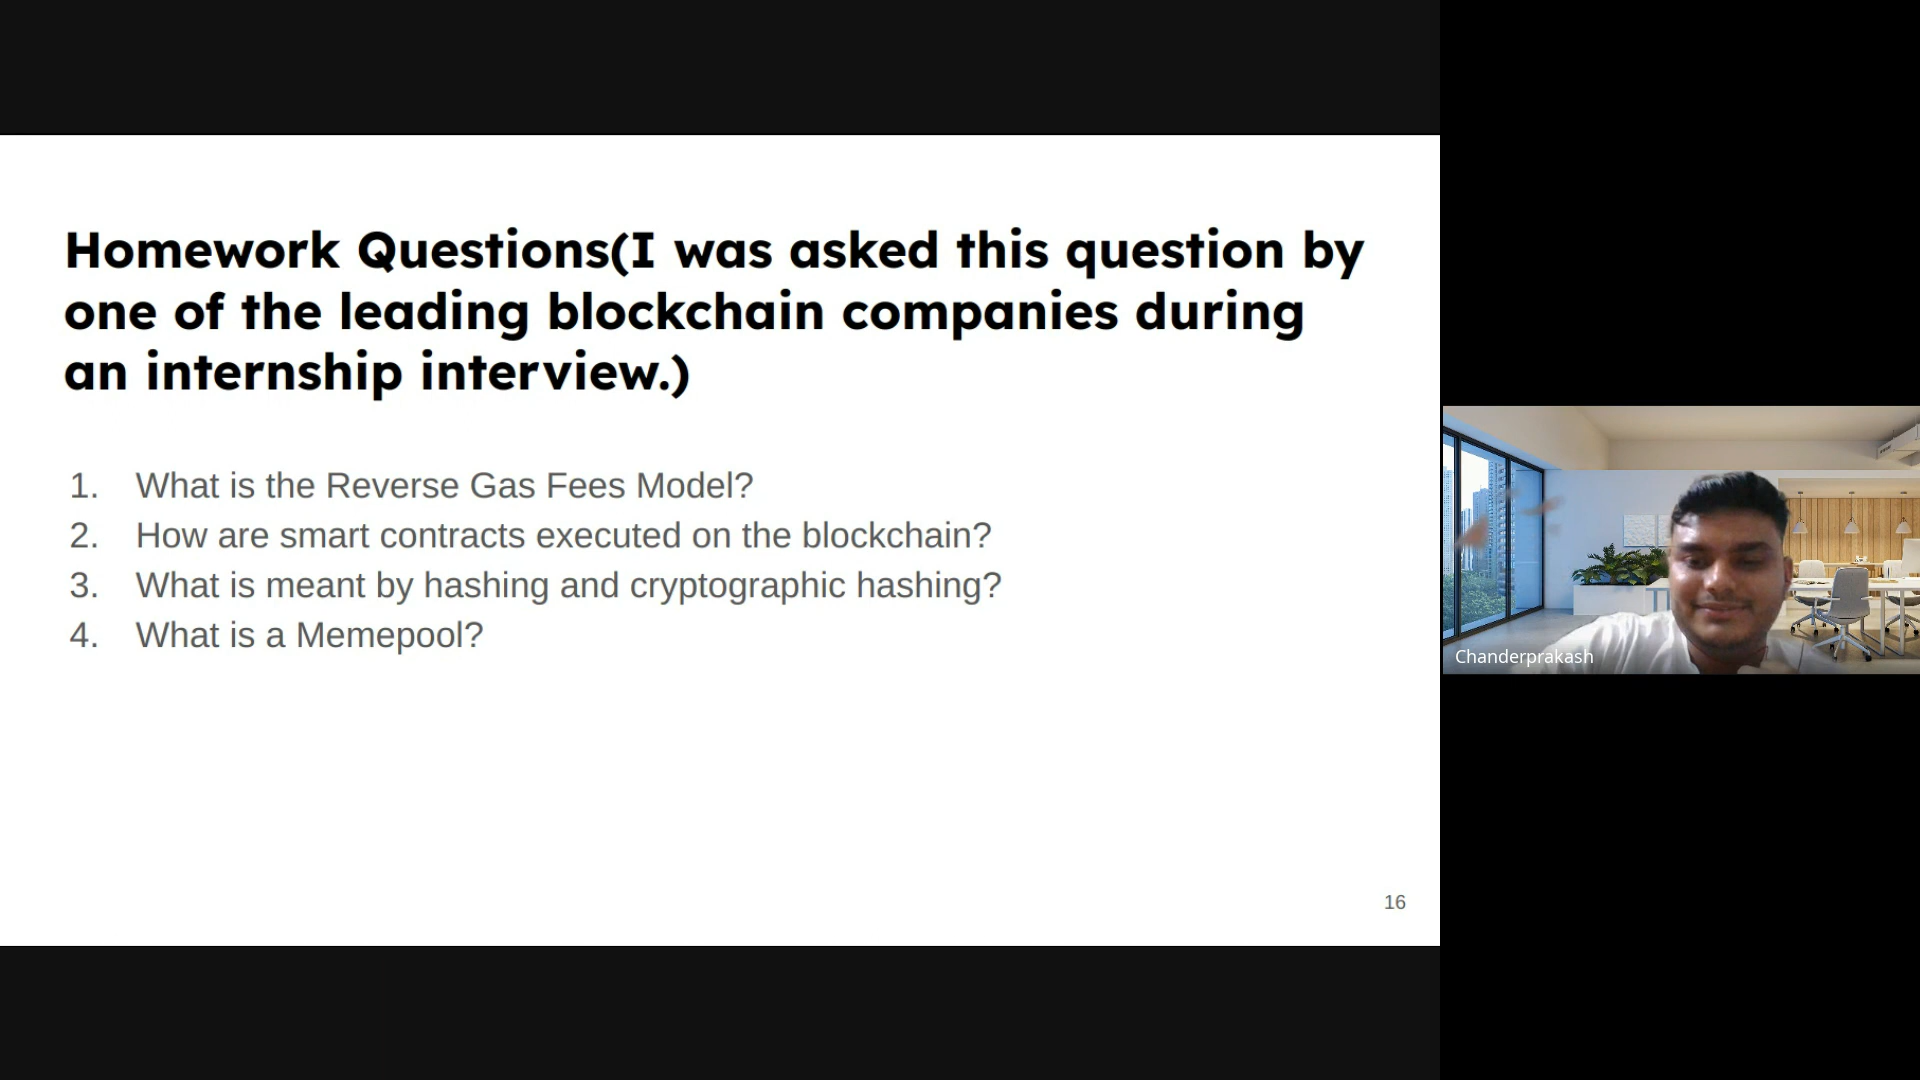 Homework Questions(I was asked this question by
one of the leading blockchain companies during
an internship interview.)
1. What is the Reverse Gas Fees Model?
2. How are smart contracts executed on the blockchain?
3. What is meant by hashing and cryptographic hashing?
4. What is a Memepool?
16
Chanderprakash